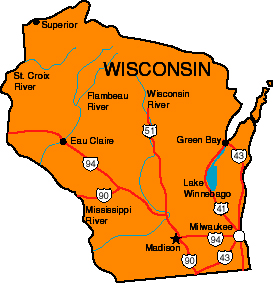 Superior
WISCONSIN
St. Croix
River
Flambeau
River
Wisconsin
River
51
Eau Claire
Green Bay
94
43
90
Lake
Winnebago
41
Mississippi
River
Milwaukee
Madison
94
90
43